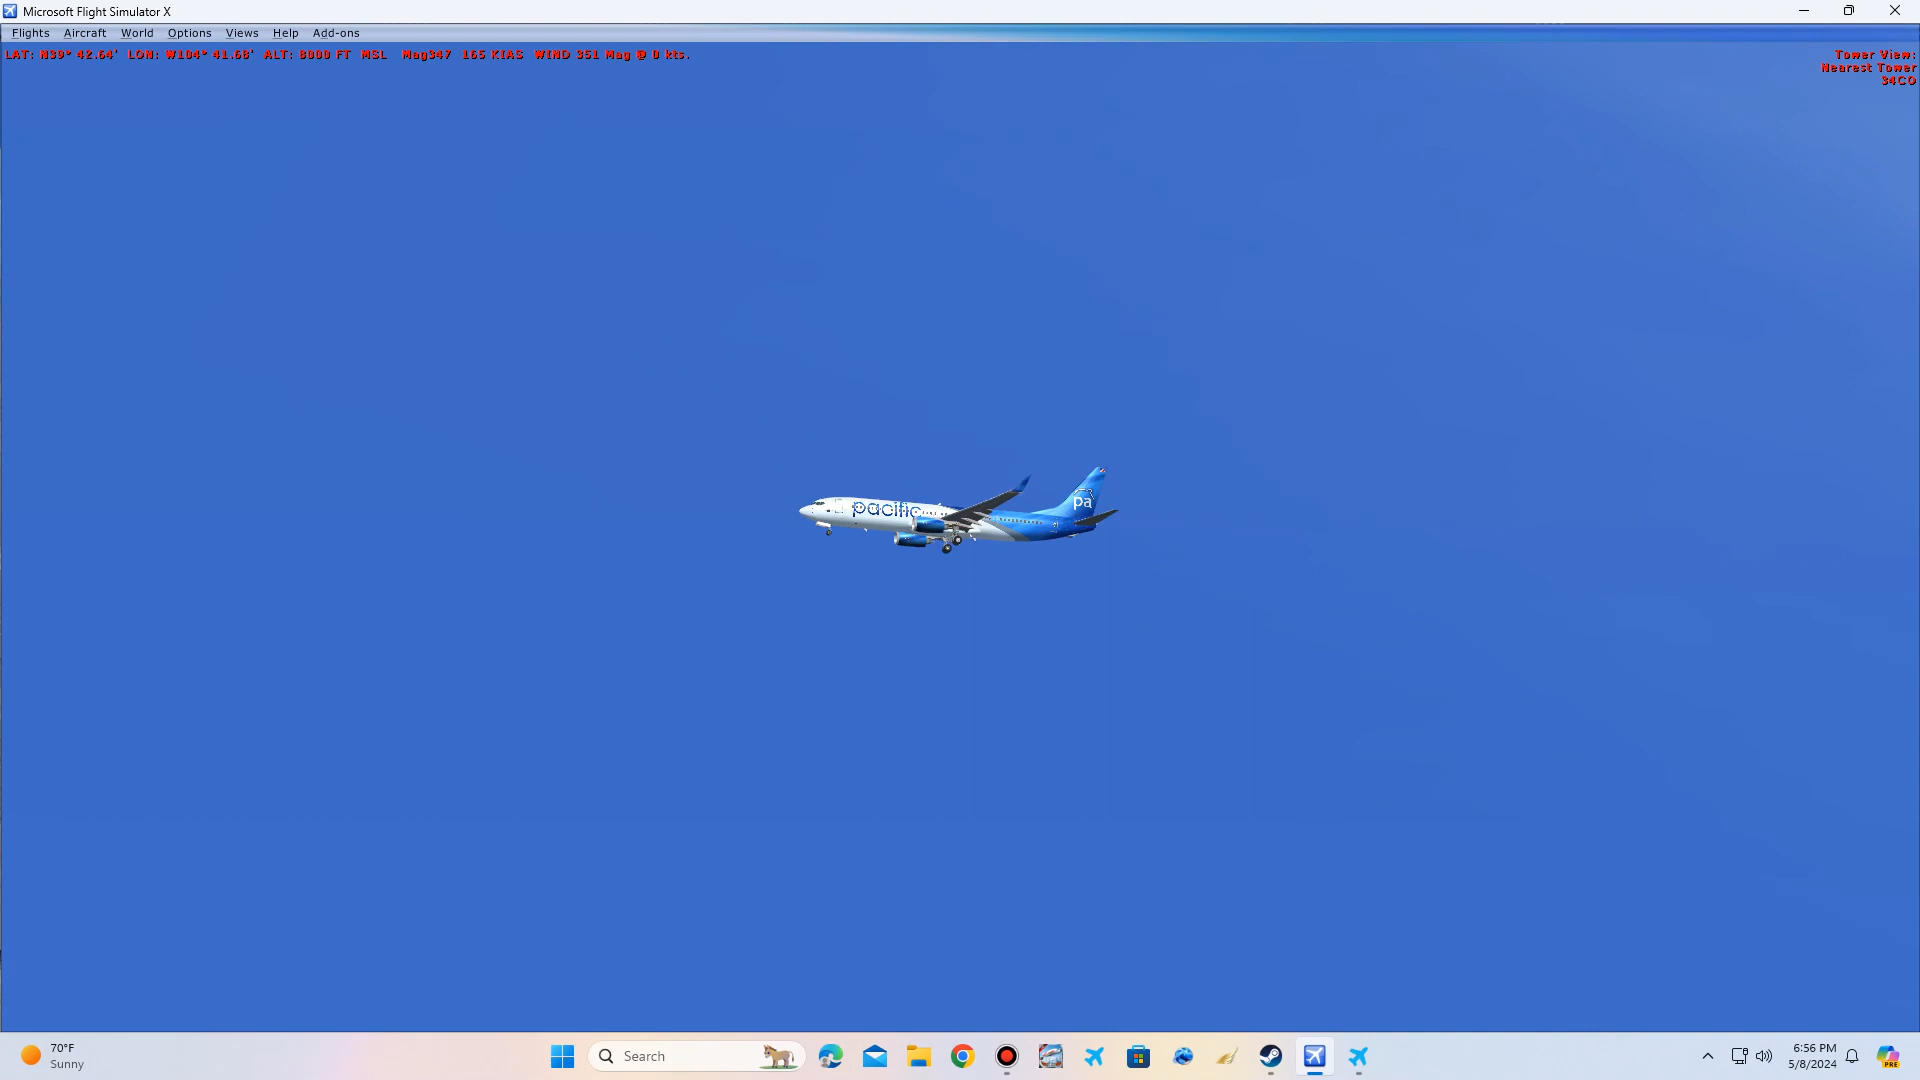 Microsoft Flight Simulator X
Flights Aircraft World Options Views Help Add-ons
LAT: N39° 42.64' LON: W104° 41.68' ALT: 8000 FT MSL Mag347 165 KIAS WIND 351 Mag @ 0 kts.
Tower View:
Nearest Tower
34CO
pacific
pa
70°F
Sunny
Search
6:56 PM
5/8/2024
PRE